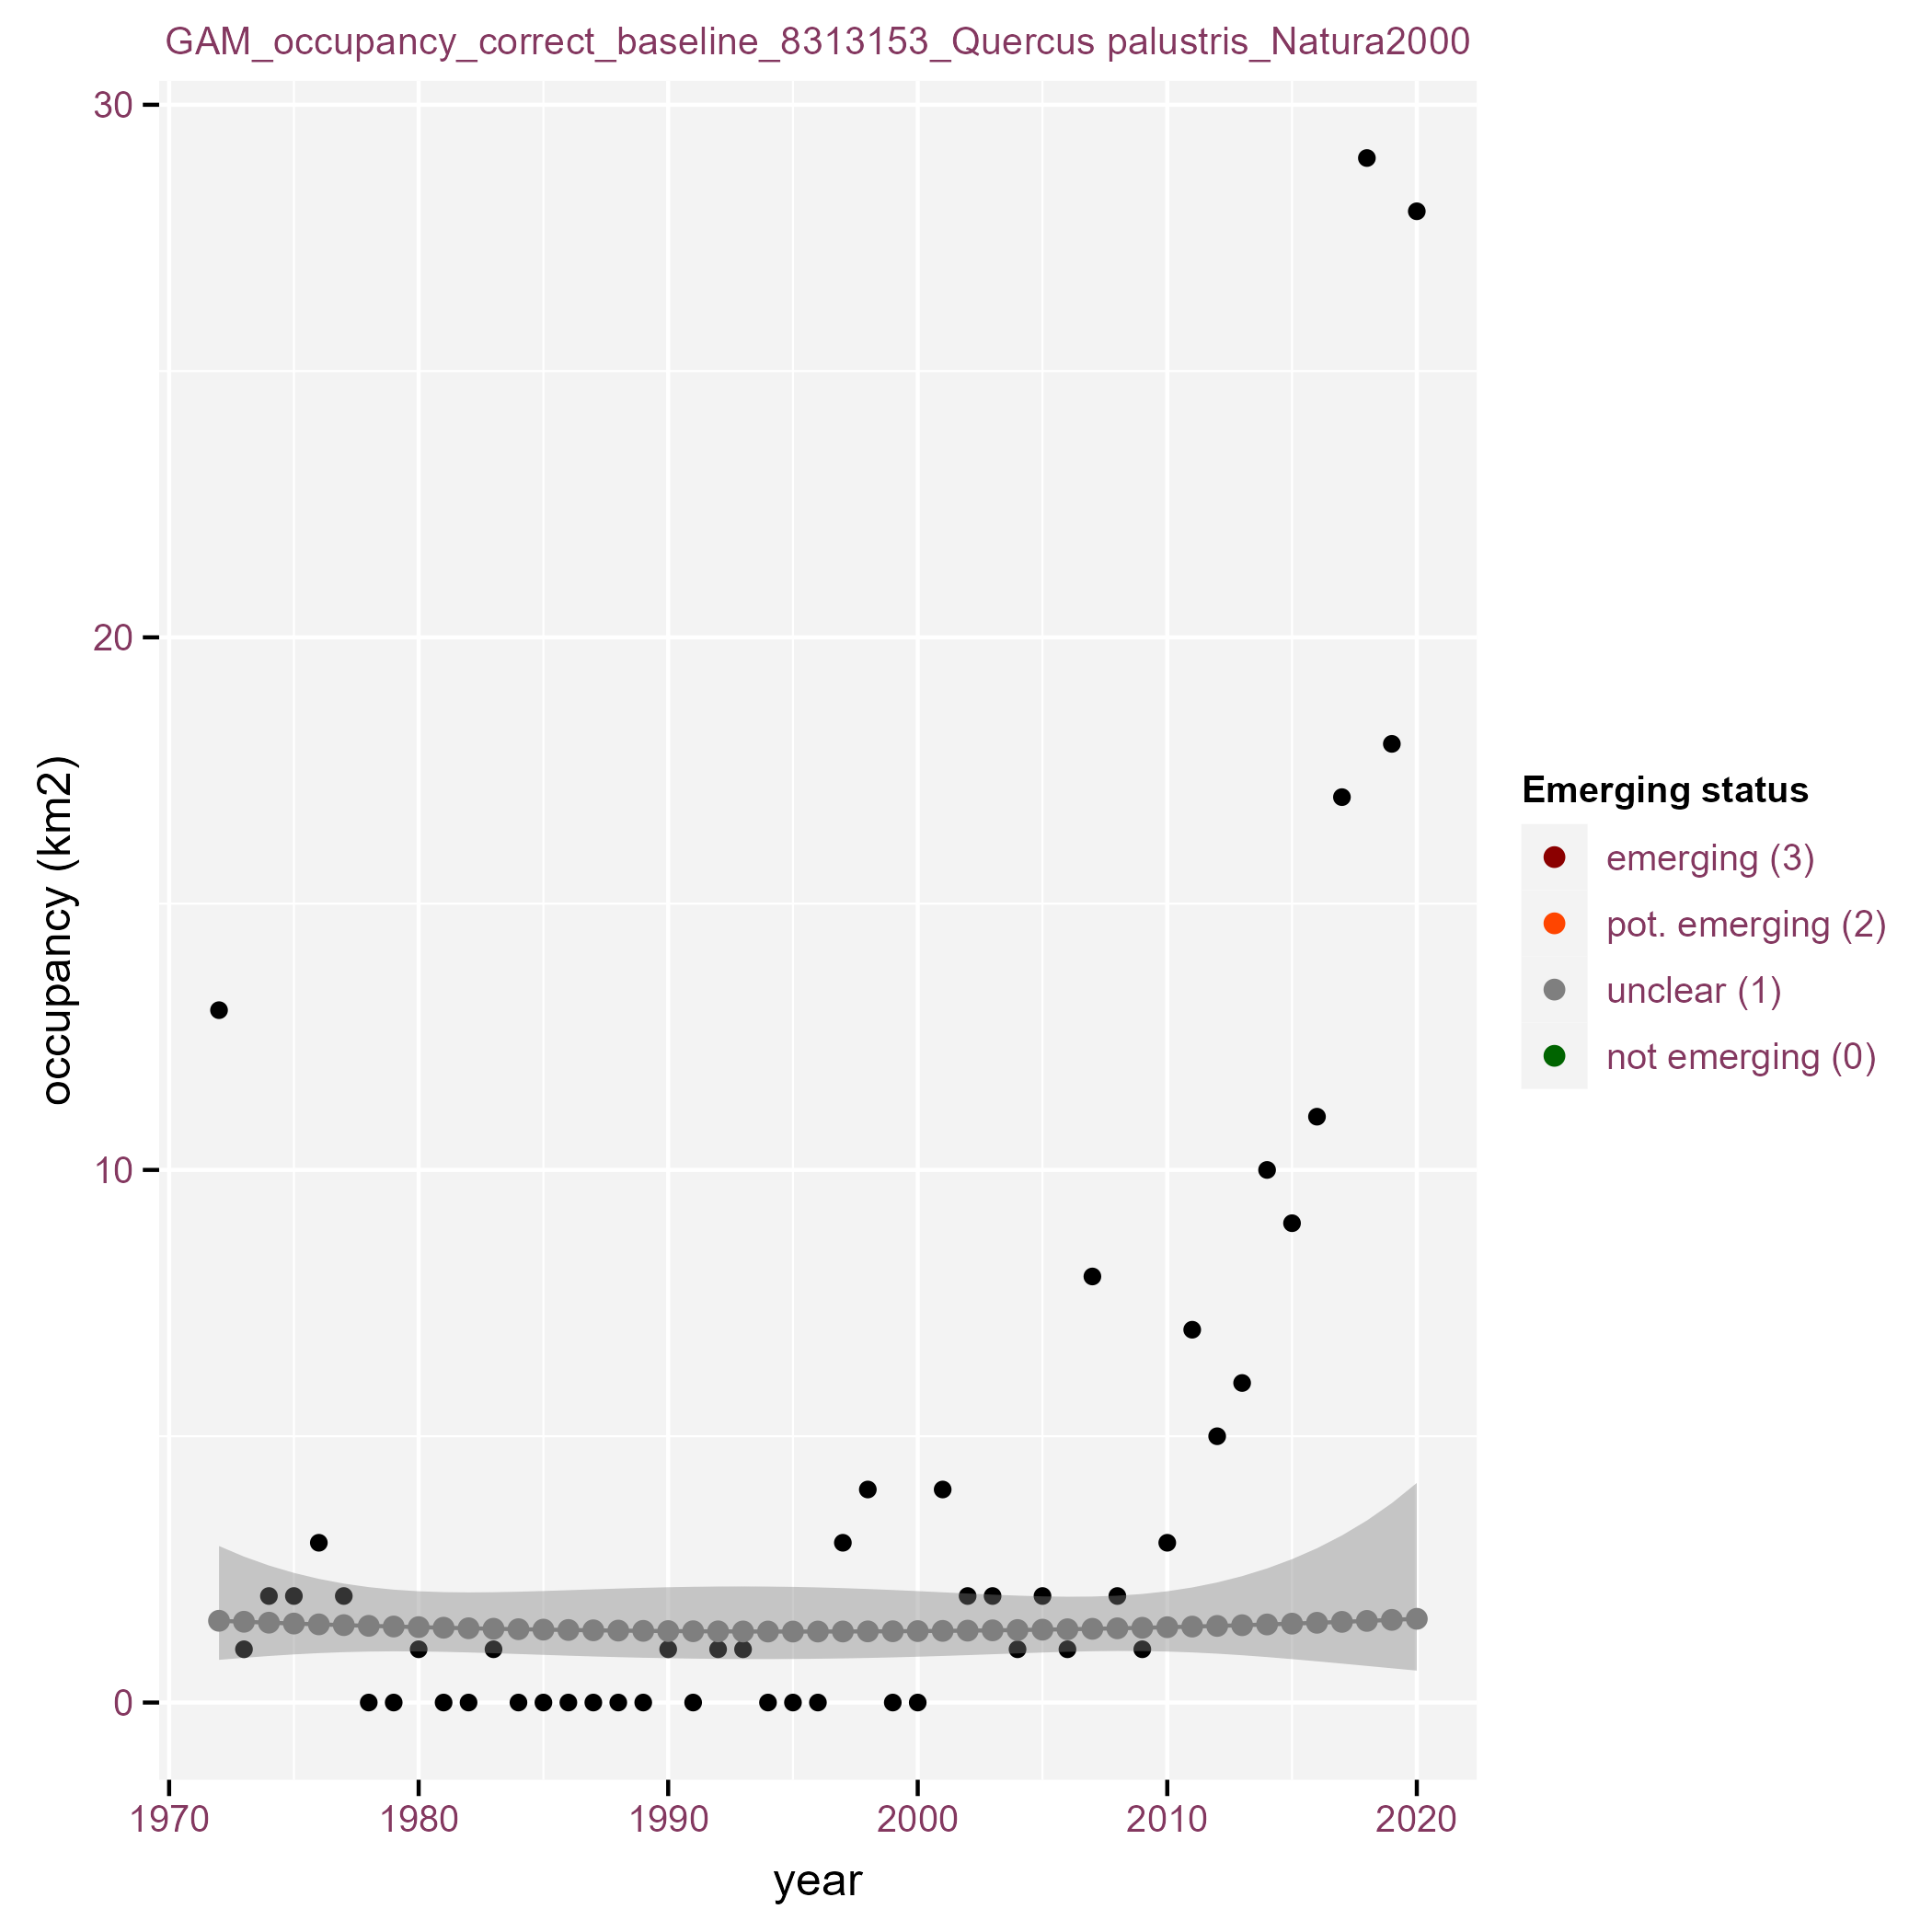 GAM_occupancy_correct_baseline_8313153_Quercus palustris_Natura2000
30
20
10
0
occupancy (km2)
1970
1980
1990
2000
2010
2020
year
Emerging status
emerging (3)
pot. emerging (2)
unclear (1)
not emerging (0)